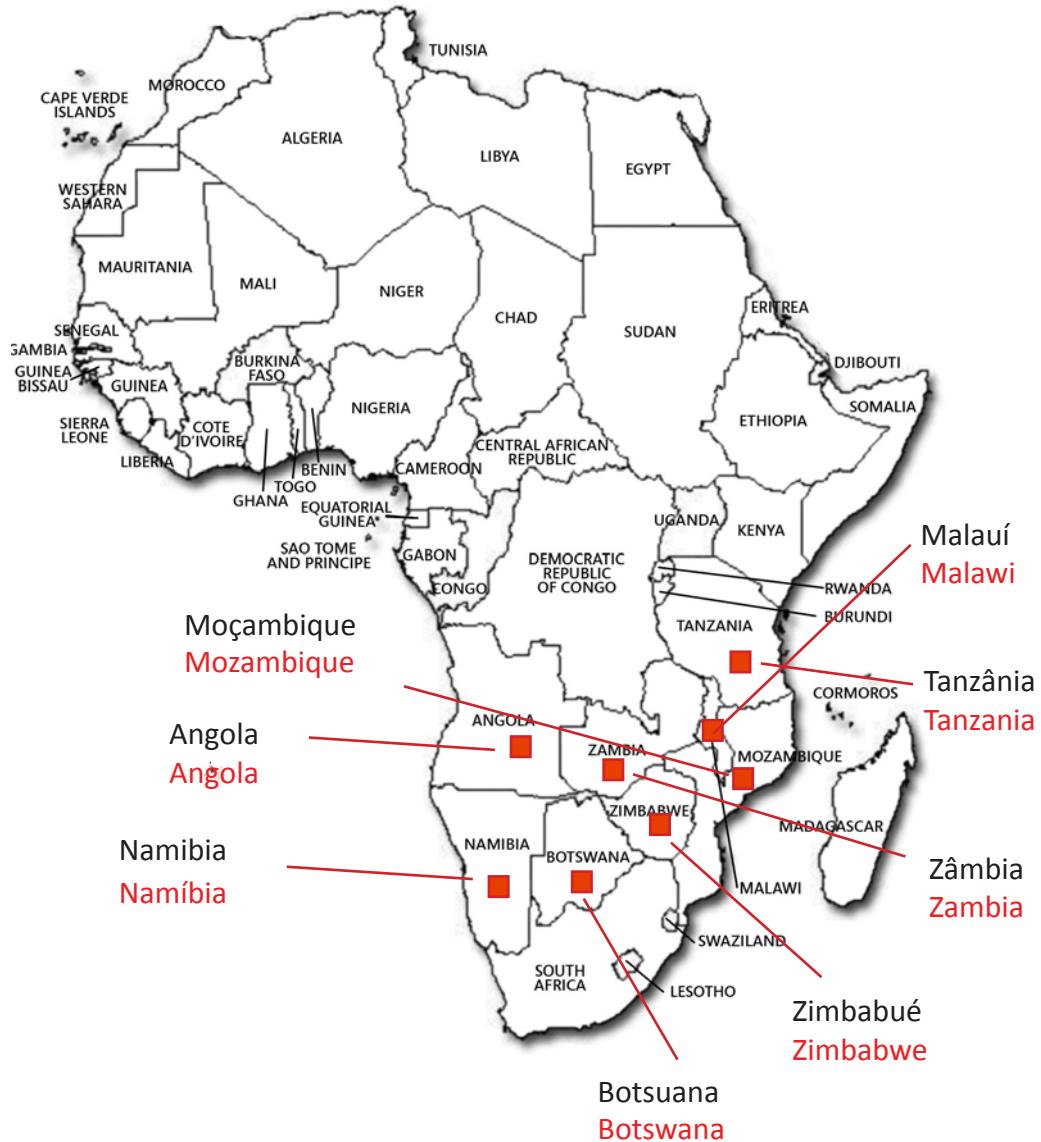 TUNISIA
MOROCCO
CAPE VERDE
ISLANDS
ALGERIA
LIBYA
EGYPT
WESTERN
SAHARA
MAURITANIA
MALI
NIGER
CHAD
SUDAN
ERITREA
SENEGAL
GAMBIA
GUINEA
BISSAU
GUINEA
BURKINA
FASO
DJIBOUTI
NIGERIA
SOMALIA
ETHIOPIA
SIERRA
LEONE
COTE
D'IVOIRE
CENTRAL AFRICAN
REPUBLIC
LIBERIA
BENIN
CAMEROON
TOGO
GHANA
EQUATORIAL
GUINEA
UGANDA
KENYA
SAO TOME
AND PRINCIPE
GABON
CONGO
DEMOCRATIC
REPUBLIC
OF CONGO
Malauí
Malawi
RWANDA
BURUNDI
TANZANIA
Moçambique
Mozambique
Tanzânia
Tanzania
CORMOROS
ANGOLA
Angola
Angola
ZAMBIA
MOZAMBIQUE
ZIMBABWE
MADAGASCAR
NAMIBIA
BOTSWANA
Namibia
Namíbia
MALAWI
Zâmbia
Zambia
SWAZILAND
SOUTH
AFRICA
LESOTHO
Zimbabué
Zimbabwe
Botsuana
Botswana